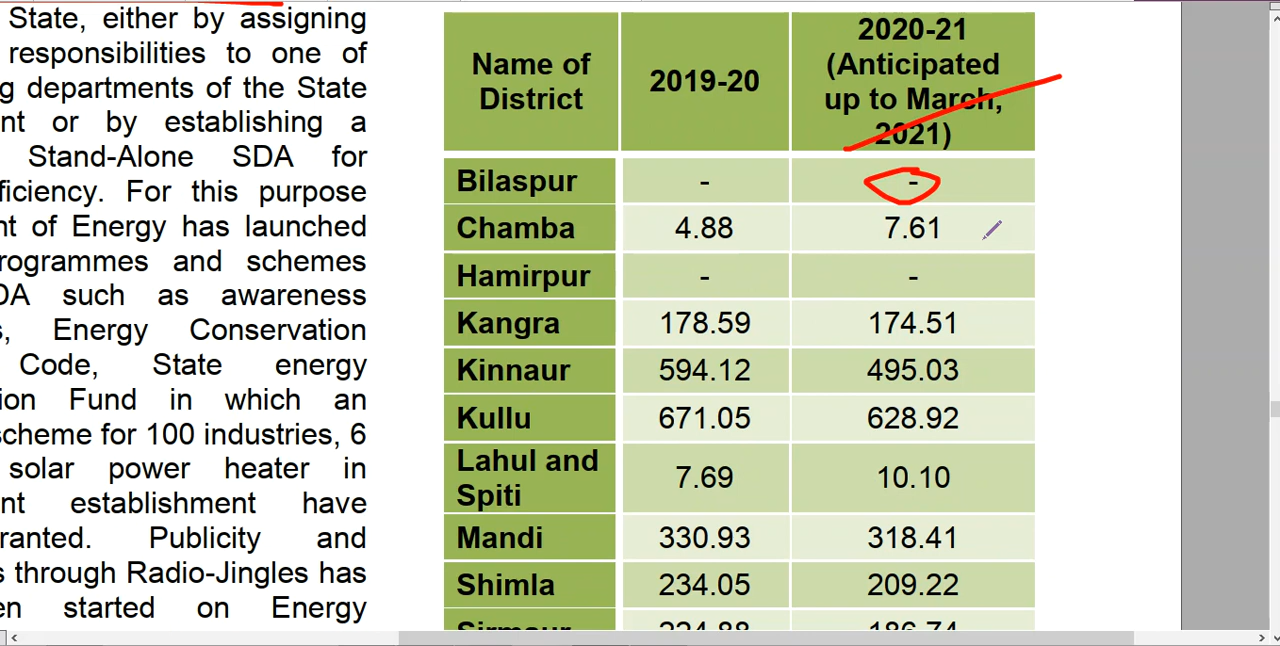 State, either by assigning
responsibilities to one of
g departments of the State
nt or by establishing a
Stand-Alone SDA for
ficiency. For this purpose
nt of Energy has launched
rogrammes and schemes
DA such as awareness
s, Energy Conservation
Code, State energy
ion Fund in which an
scheme for 100 industries, 6
solar power heater in
nt establishment have
ranted. Publicity and
s through Radio-Jingles has
en started on Energy
Name of District 2019-20 2020-21 (Anticipated up to March, 2021)
Bilaspur - -
Chamba 4.88 7.61
Hamirpur - -
Kangra 178.59 174.51
Kinnaur 594.12 495.03
Kullu 671.05 628.92
Lahul and Spiti 7.69 10.10
Mandi 330.93 318.41
Shimla 234.05 209.22
Sirmaur 186.74